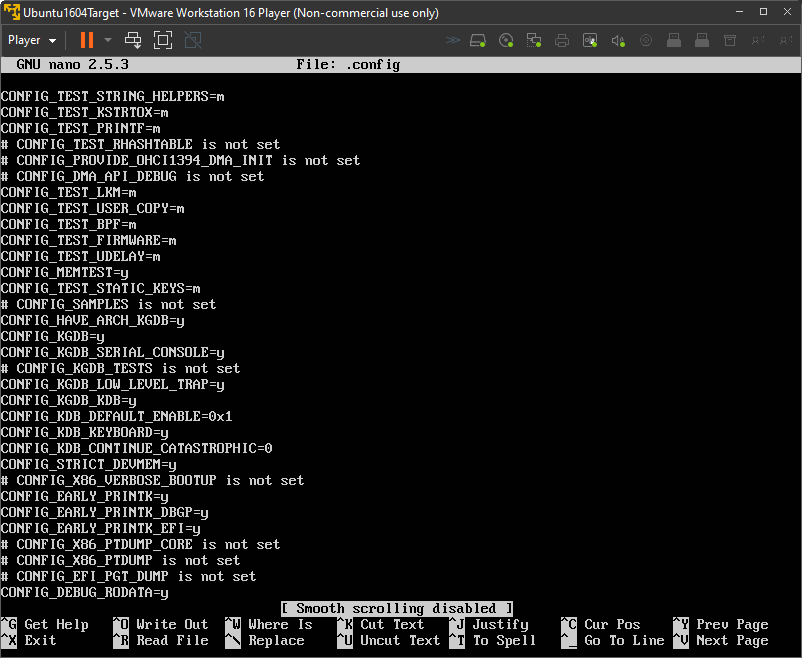 Ubuntu1604Target - VMware Workstation 16 Player (Non-commercial use only)
Player
GNU nano 2.5.3 File: .config
CONFIG_TEST_STRING_HELPERS=m
CONFIG_TEST_KSTRTOX=m
CONFIG_TEST_PRINTF=m
# CONFIG_TEST_RHASHTABLE is not set
# CONFIG_PROVIDE_OHCI1394_DMA_INIT is not set
# CONFIG_DMA_API_DEBUG is not set
CONFIG_TEST_LKM=m
CONFIG_TEST_USER_COPY=m
CONFIG_TEST_BPF=m
CONFIG_TEST_FIRMWARE=m
CONFIG_TEST_UDELAY=m
CONFIG_MEMTEST=y
CONFIG_TEST_STATIC_KEYS=m
# CONFIG_SAMPLES is not set
CONFIG_HAVE_ARCH_KGDB=y
CONFIG_KGDB=y
CONFIG_KGDB_SERIAL_CONSOLE=y
# CONFIG_KGDB_TESTS is not set
CONFIG_KGDB_LOW_LEVEL_TRAP=y
CONFIG_KGDB_KDB=y
CONFIG_KDB_DEFAULT_ENABLE=0x1
CONFIG_KDB_KEYBOARD=y
CONFIG_KDB_CONTINUE_CATASTROPHIC=0
CONFIG_STRICT_DEVMEM=y
# CONFIG_X86_VERBOSE_BOOTUP is not set
CONFIG_EARLY_PRINTK=y
CONFIG_EARLY_PRINTK_DBGP=y
CONFIG_EARLY_PRINTK_EFI=y
# CONFIG_X86_PTDUMP_CORE is not set
# CONFIG_X86_PTDUMP is not set
# CONFIG_EFI_PGT_DUMP is not set
CONFIG_DEBUG_RODATA=y
[ Smooth scrolling disabled ]
^G Get Help ^O Write Out ^W Where Is ^K Cut Text ^J Justify ^C Cur Pos ^Y Prev Page
^X Exit ^R Read File ^\ Replace ^U Uncut Text ^T To Spell ^_ Go To Line ^V Next Page